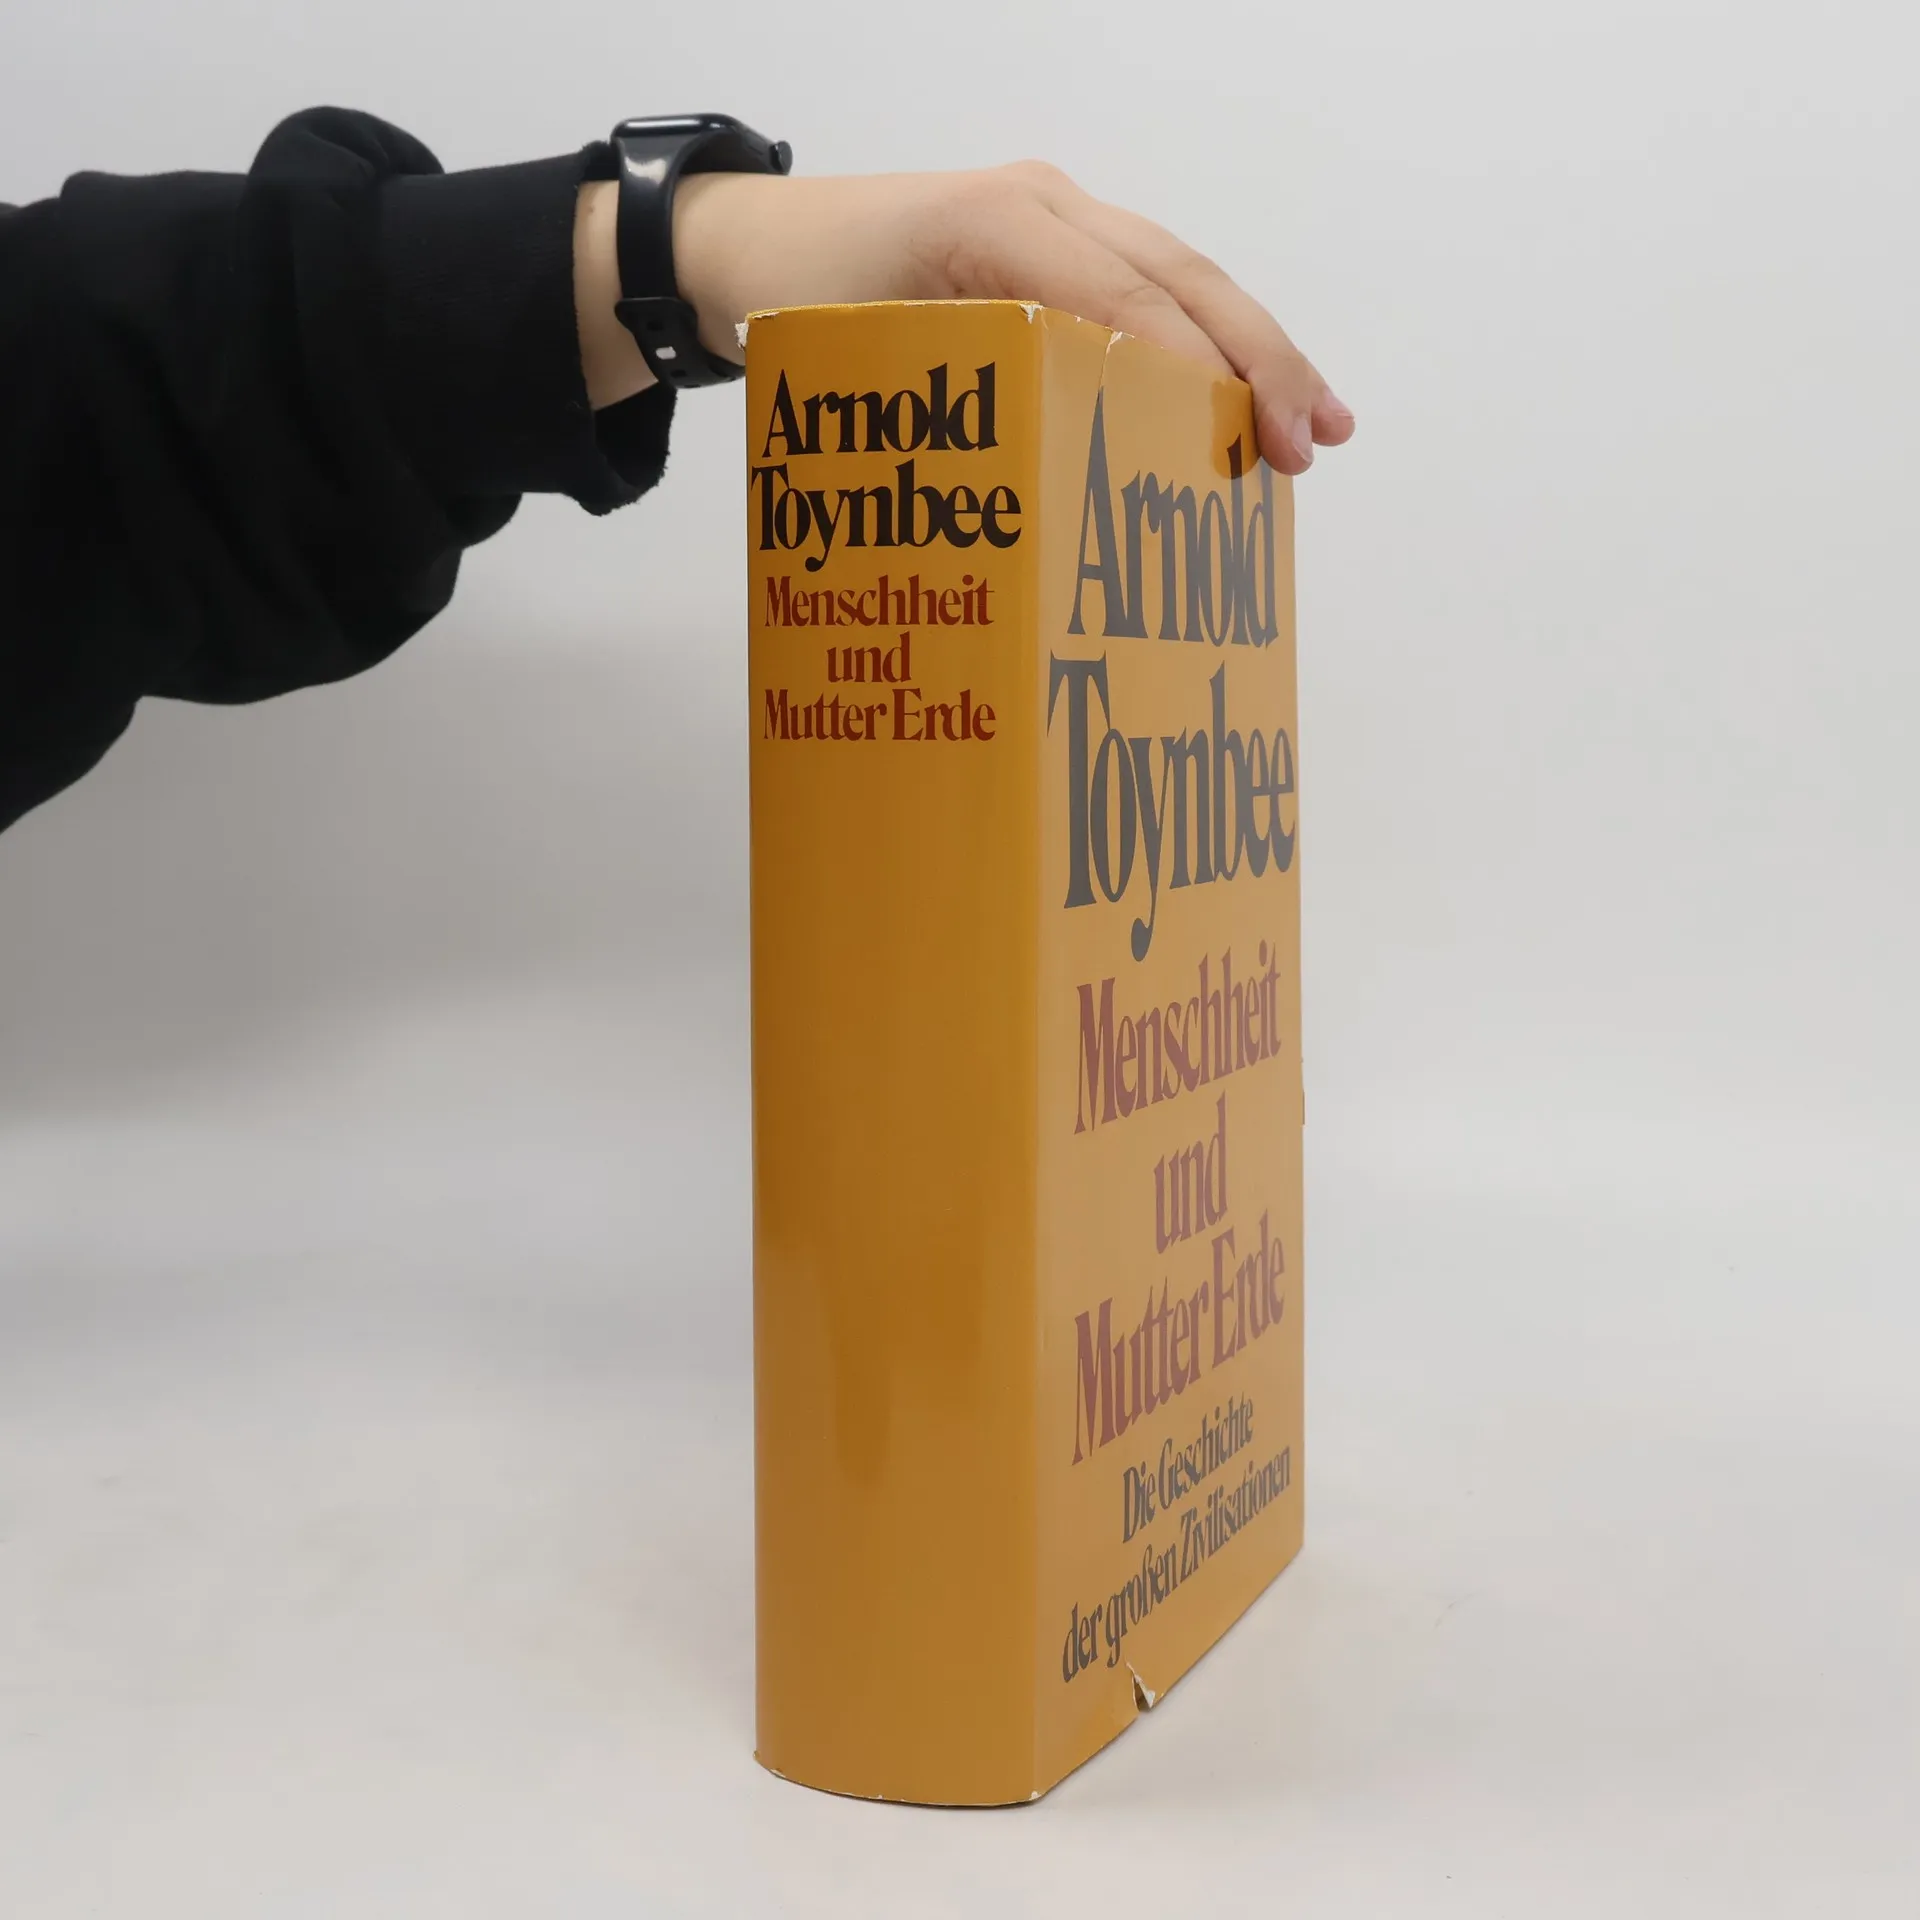 Arnold
Toynbee
Menschheit
und
Mutter Erde
Arnold
Toynbee
Menschheit
und
Mutter Erde
Die Geschichte
der großen Zivilisationen